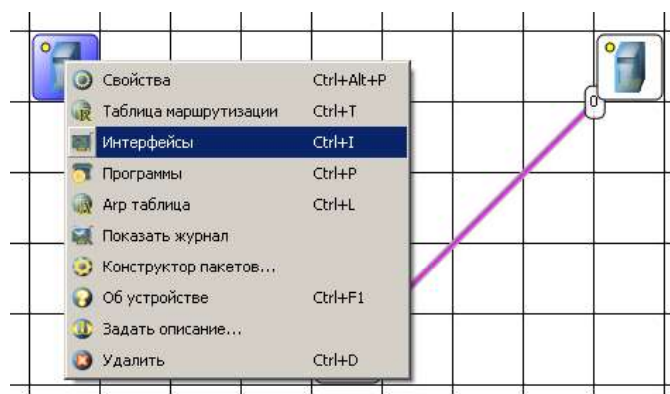 0
Свойства Ctrl+Alt+P
Таблица маршрутизации Ctrl+T
Интерфейсы Ctrl+I
Программы Ctrl+P
Arp таблица Ctrl+L
Показать журнал
Конструктор пакетов...
Об устройстве Ctrl+F1
Задать описание...
Удалить Ctrl+D